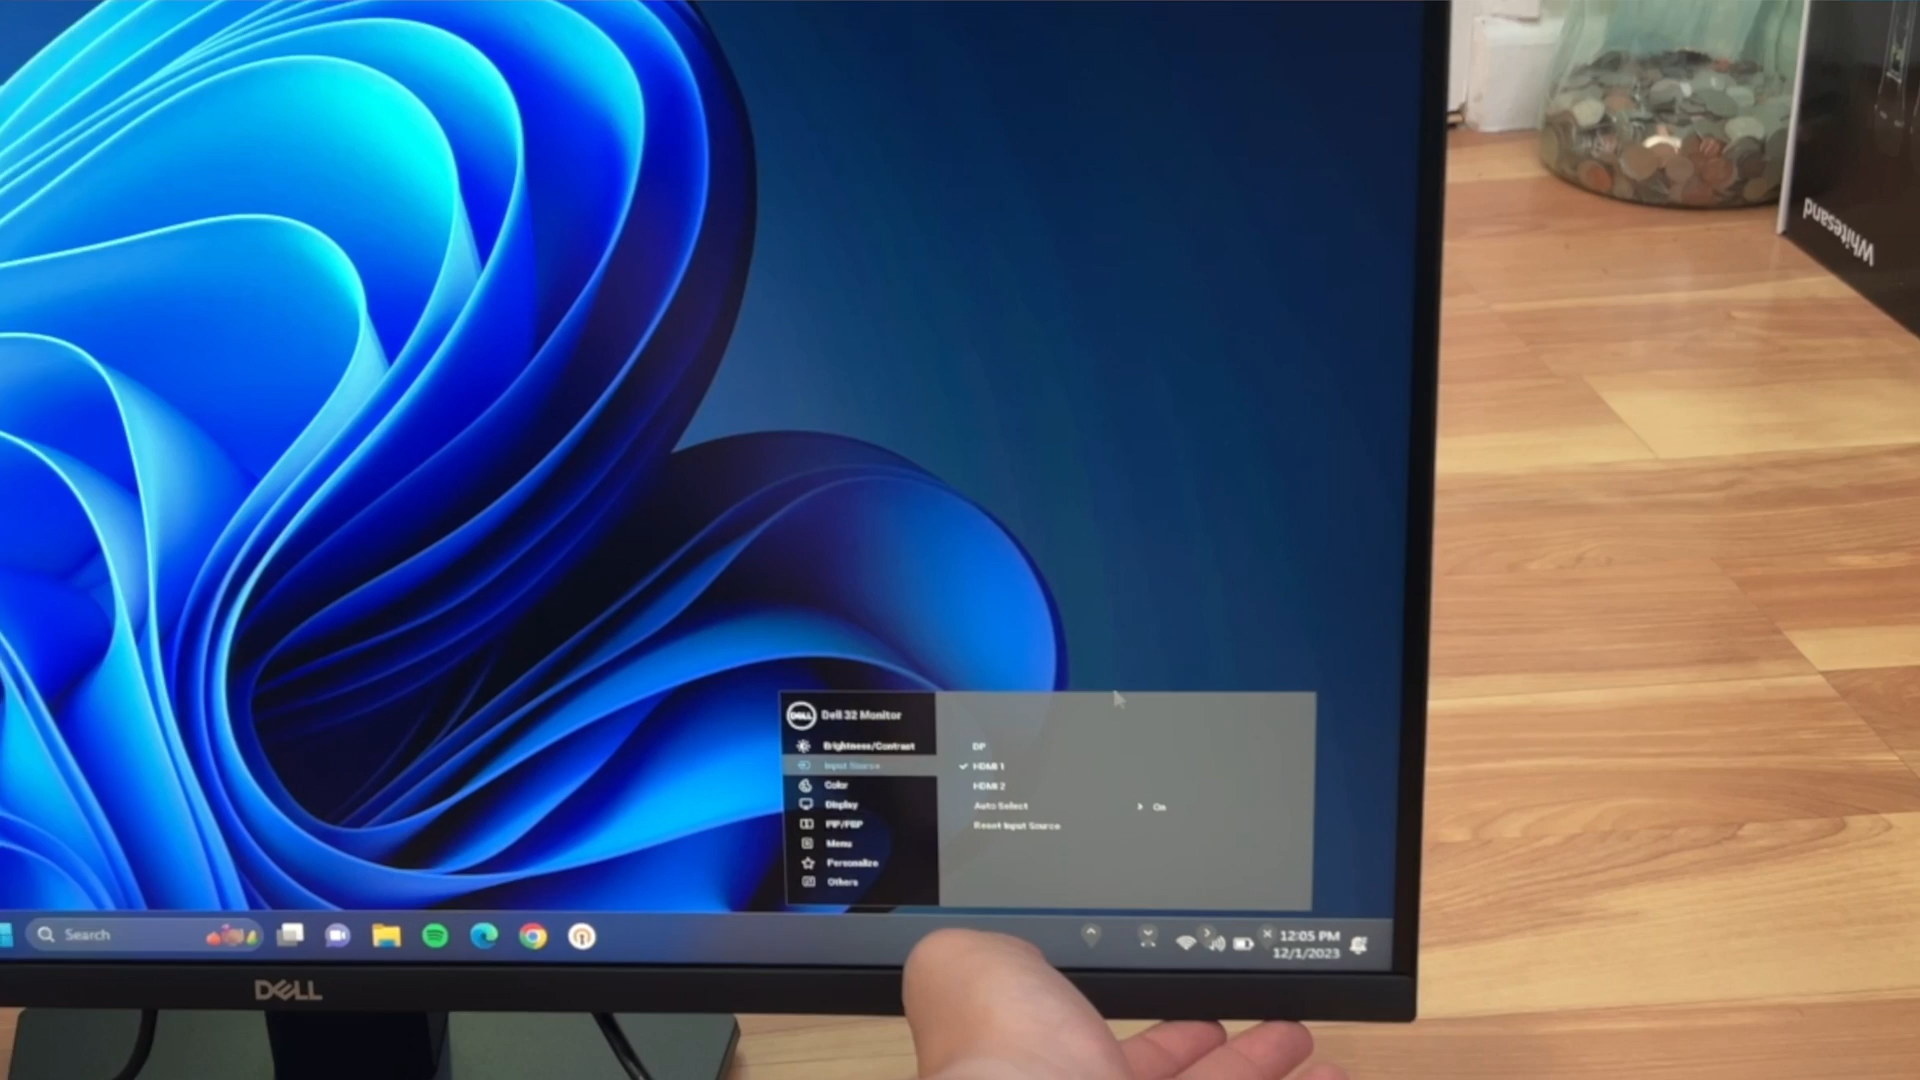 Whitesand
DELL
Dell 32 Monitor
Brightness/Contrast
Input Source
Color
Display
PIP/PBP
Menu
Personalize
Others
DP
HDMI 1
HDMI 2
Auto Select
On
Reset Input Source
Search
12:05 PM
12/1/2023
DELL